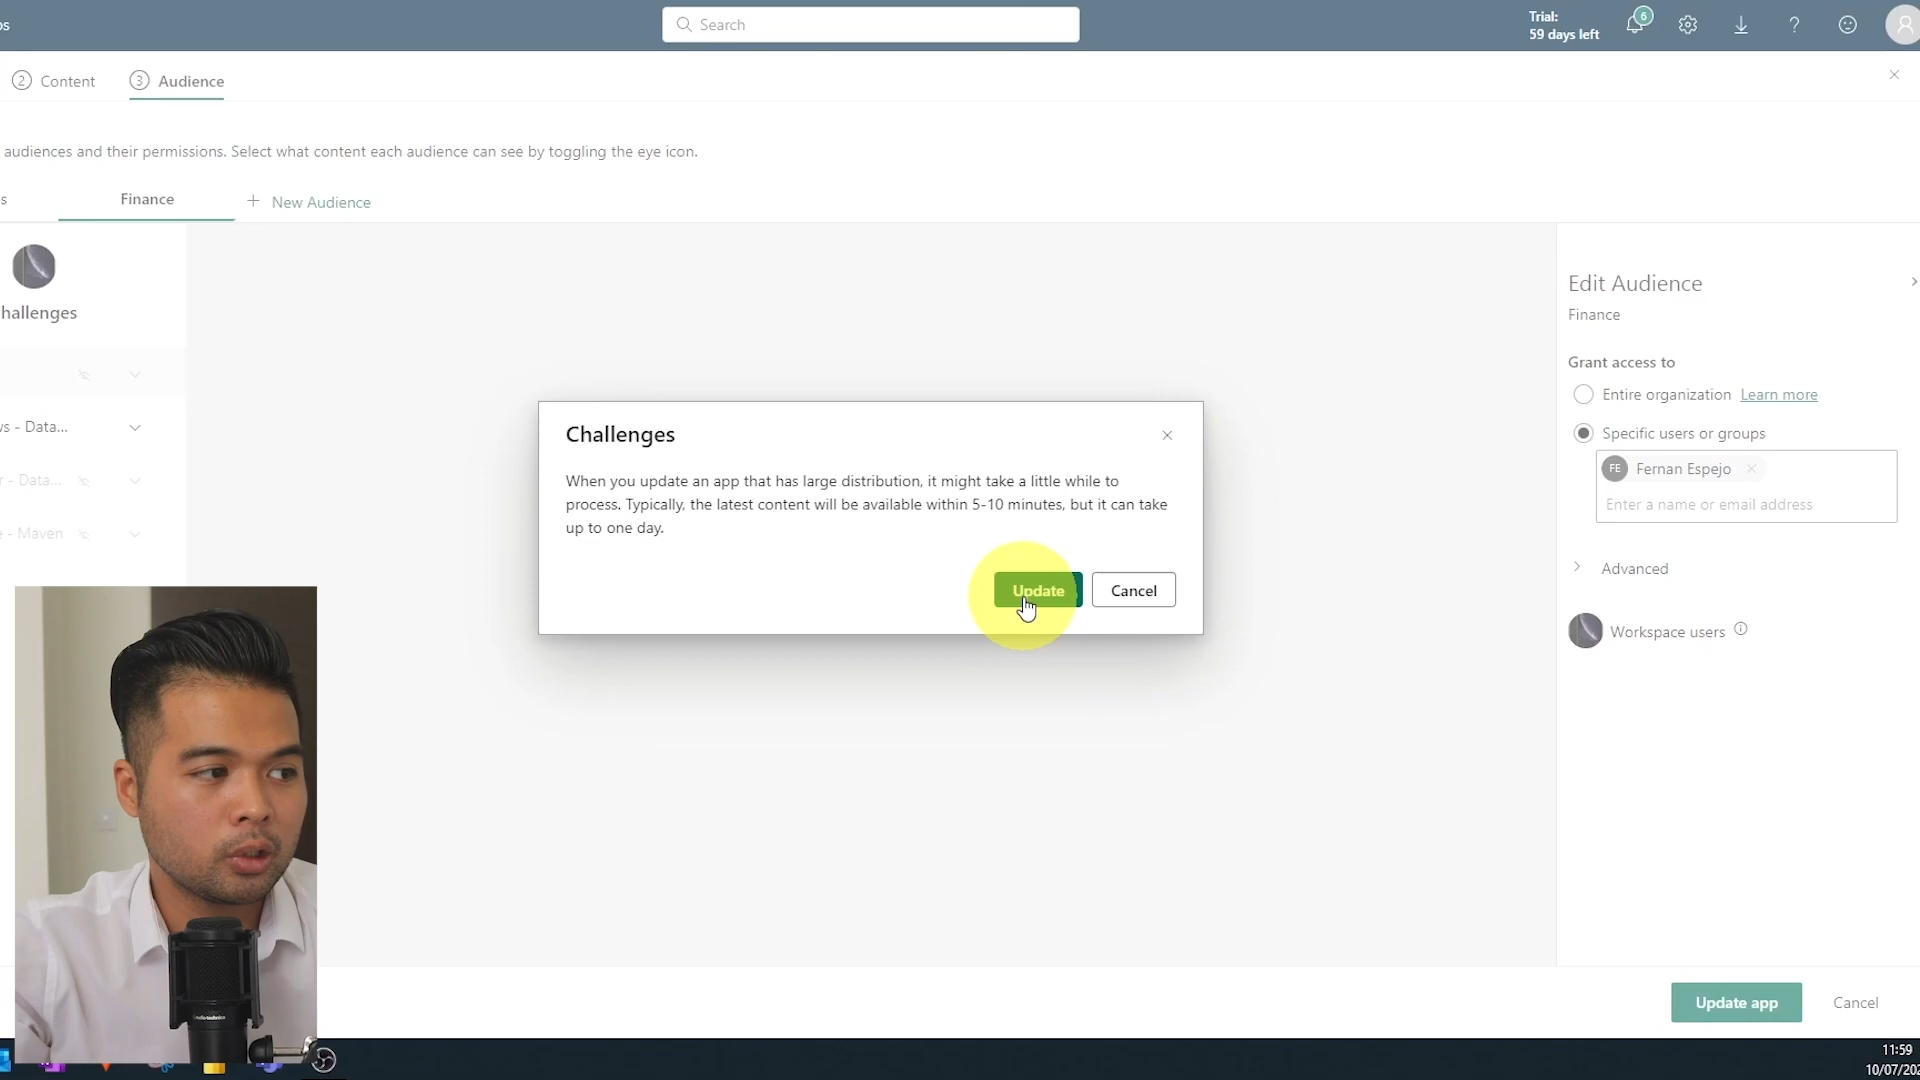 os
Search
Trial:
59 days left
6
2 Content
3 Audience
audiences and their permissions. Select what content each audience can see by toggling the eye icon.
s
Finance
+ New Audience
hallenges
ws - Data...
r - Data...
e - Maven
Challenges
When you update an app that has large distribution, it might take a little while to
process. Typically, the latest content will be available within 5-10 minutes, but it can take
up to one day.
Update
Cancel
Edit Audience
Finance
Grant access to
Entire organization Learn more
Specific users or groups
FE Fernan Espejo
Enter a name or email address
Advanced
Workspace users
Update app
Cancel
audio-technica
11:59
10/07/202